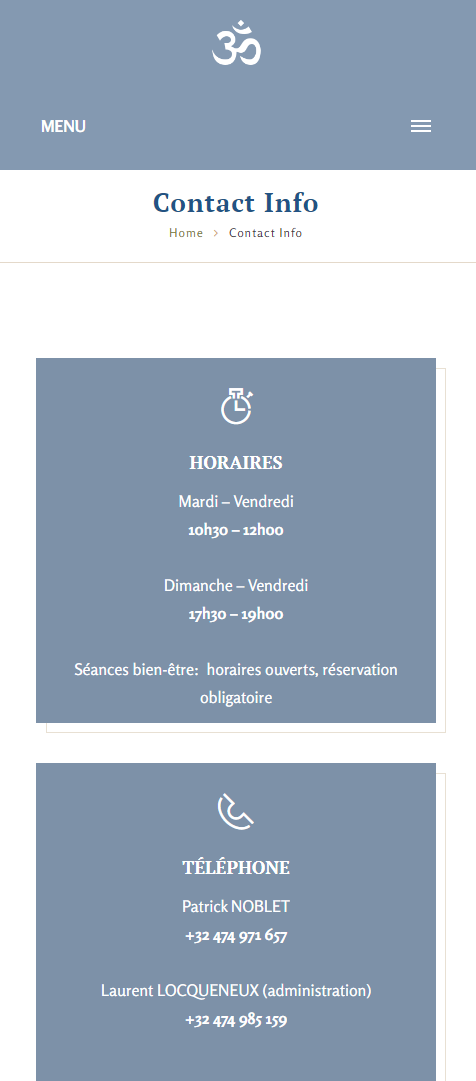 ॐ
MENU
Contact Info
Home > Contact Info
HORAIRES
Mardi – Vendredi
10h30 – 12h00
Dimanche – Vendredi
17h30 – 19h00
Séances bien-être:  horaires ouverts, réservation
obligatoire
TÉLÉPHONE
Patrick NOBLET
+32 474 971 657
Laurent LOCQUENEUX (administration)
+32 474 985 159